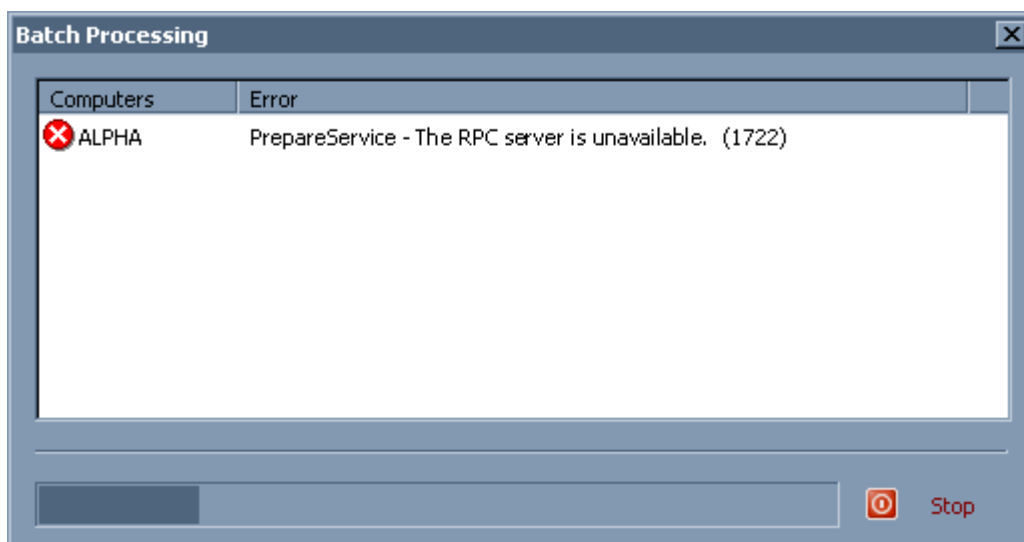 Batch Processing
Computers Error
ALPHA PrepareService - The RPC server is unavailable.  (1722)
Stop